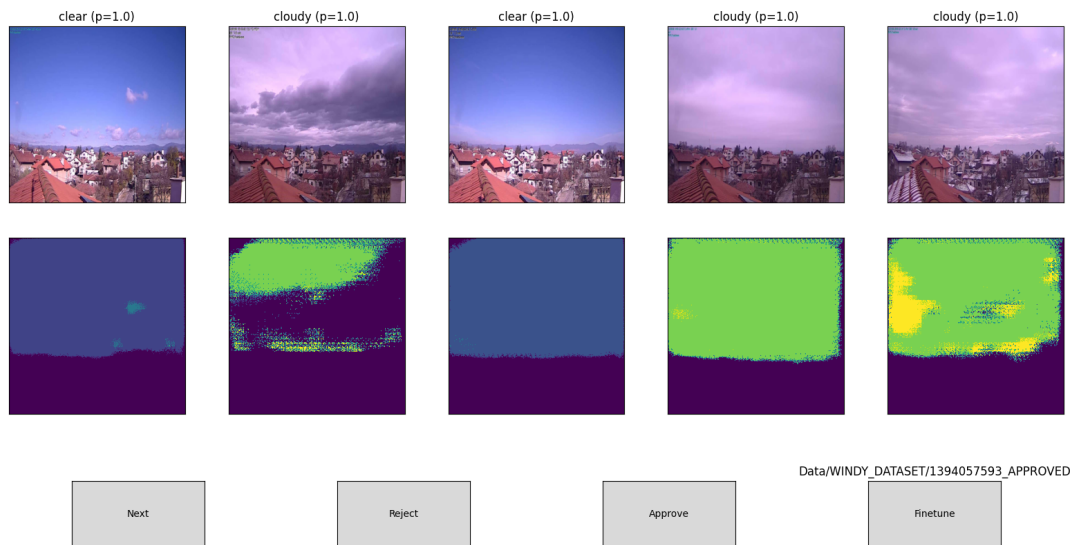 clear (p=1.0)
cloudy (p=1.0)
clear (p=1.0)
cloudy (p=1.0)
cloudy (p=1.0)
Data/WINDY_DATASET/1394057593_APPROVED
Next
Reject
Approve
Finetune